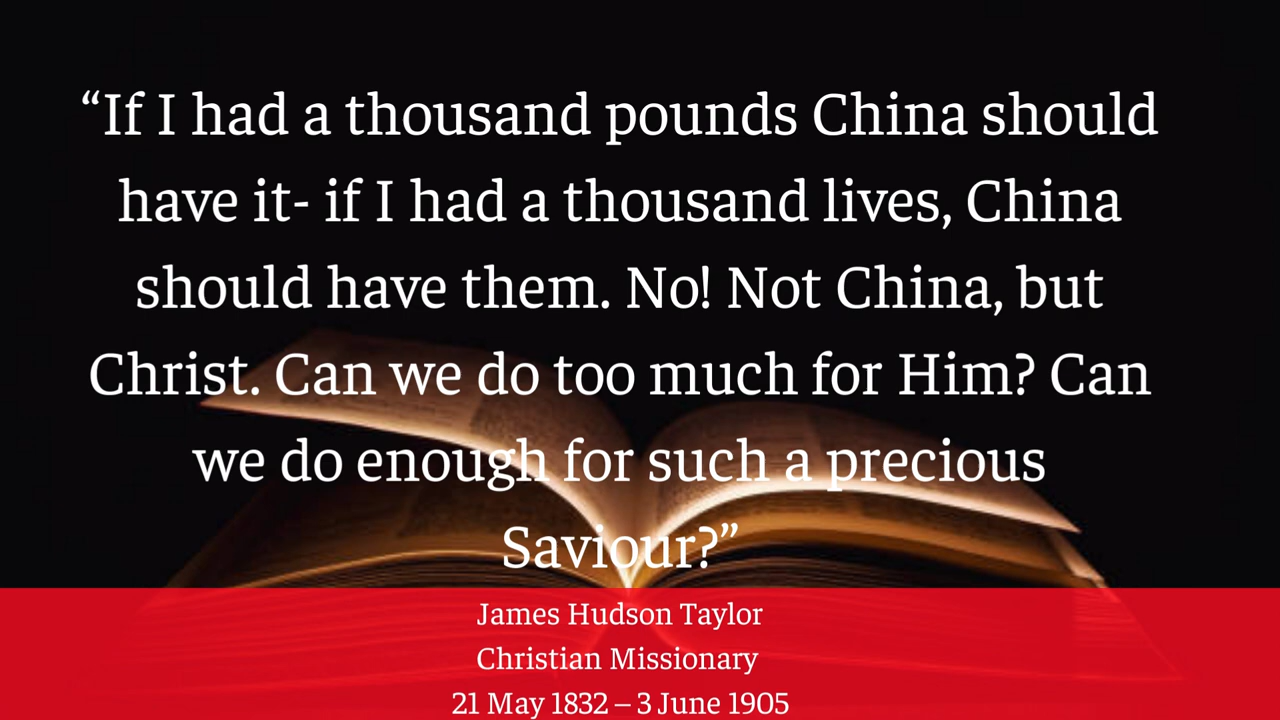 “If I had a thousand pounds China should
have it- if I had a thousand lives, China
should have them. No! Not China, but
Christ. Can we do too much for Him? Can
we do enough for such a precious
Saviour?”
James Hudson Taylor
Christian Missionary
21 May 1832 – 3 June 1905